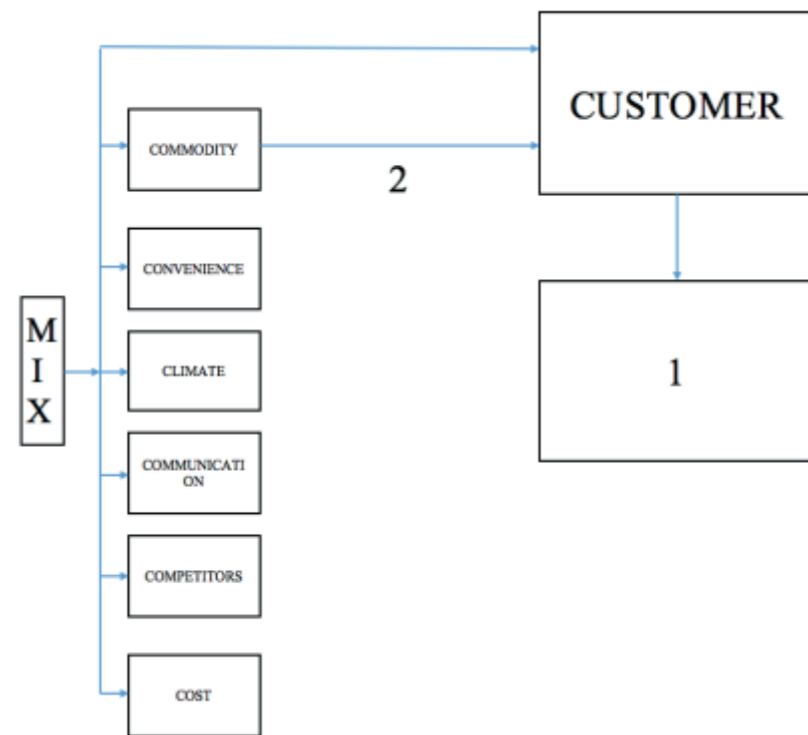 CUSTOMER
COMMODITY
2
CONVENIENCE
M
I
X
CLIMATE
1
COMMUNICATI
ON
COMPETITORS
COST